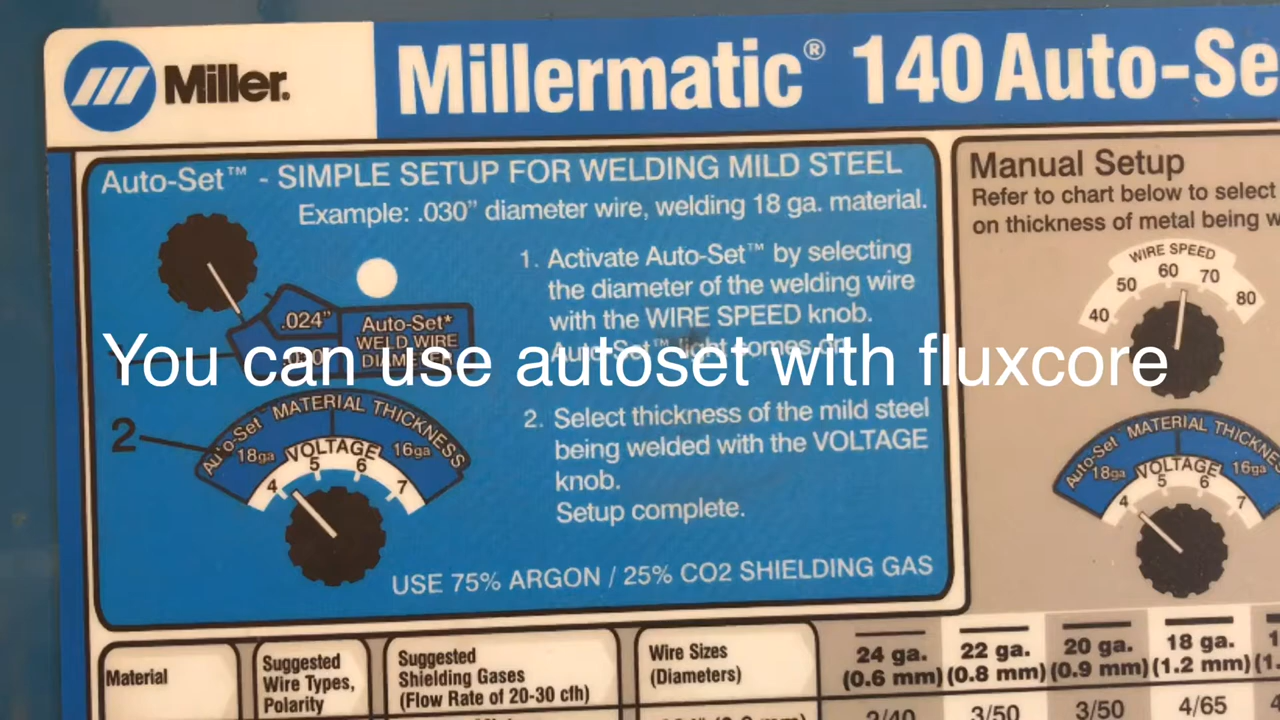 Miller®
Millermatic® 140 Auto-Se
Auto-Set™ - SIMPLE SETUP FOR WELDING MILD STEEL
Example: .030” diameter wire, welding 18 ga. material.
1. Activate Auto-Set™ by selecting
the diameter of the welding wire
with the WIRE SPEED knob.
Auto-Set™ light comes on.
.024”
Auto-Set*
WELD WIRE
DIAMETER
.030”
1
You can use autoset with fluxcore
2
Auto-Set MATERIAL THICKNESS
18ga VOLTAGE 16ga
4 5 6 7
2. Select thickness of the mild steel
being welded with the VOLTAGE
knob.
Setup complete.
USE 75% ARGON / 25% CO2 SHIELDING GAS
Manual Setup
Refer to chart below to select
on thickness of metal being w
WIRE SPEED
40 50 60 70 80
Auto-Set MATERIAL THICKNE
18ga VOLTAGE 16ga
4 5 6 7
Material
Suggested
Wire Types,
Polarity
Suggested
Shielding Gases
(Flow Rate of 20-30 cfh)
Wire Sizes
(Diameters)
24 ga.
(0.6 mm)
22 ga.
(0.8 mm)
20 ga.
(0.9 mm)
18 ga.
(1.2 mm)
2/40 3/50 3/50 4/65